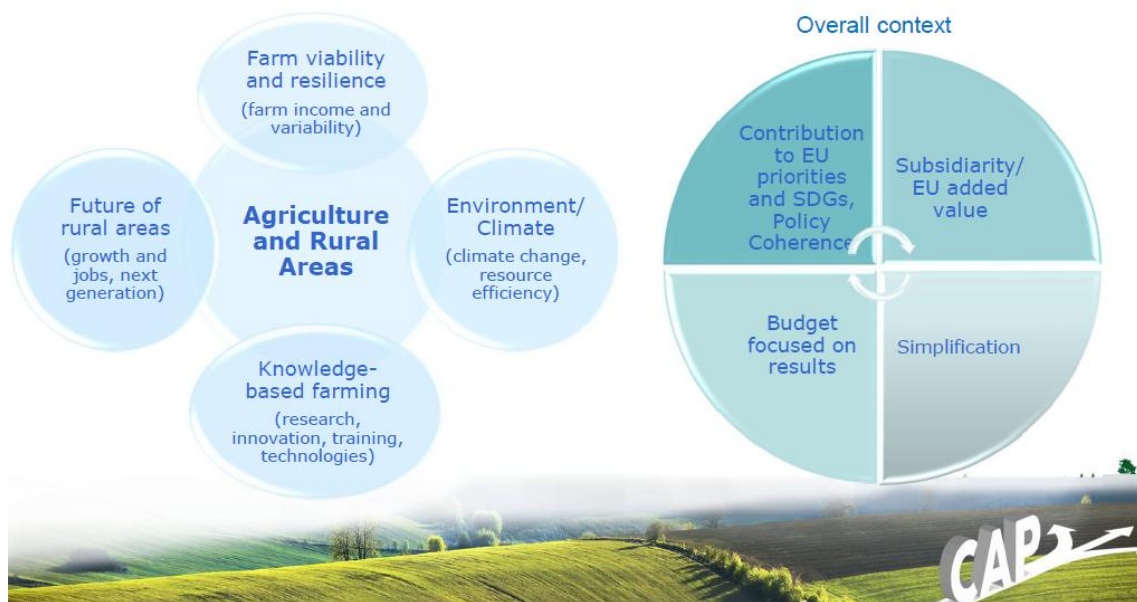 Overall context
Farm viability
and resilience
(farm income and
variability)
Future of
rural areas
(growth and
jobs, next
generation)
Agriculture
and Rural
Areas
Environment/
Climate
(climate change,
resource
efficiency)
Knowledge-
based farming
(research,
innovation, training,
technologies)
Contribution
to EU
priorities
and SDGs,
Policy
Coherence
Subsidiarity/
EU added
value
Budget
focused on
results
Simplification
CAP